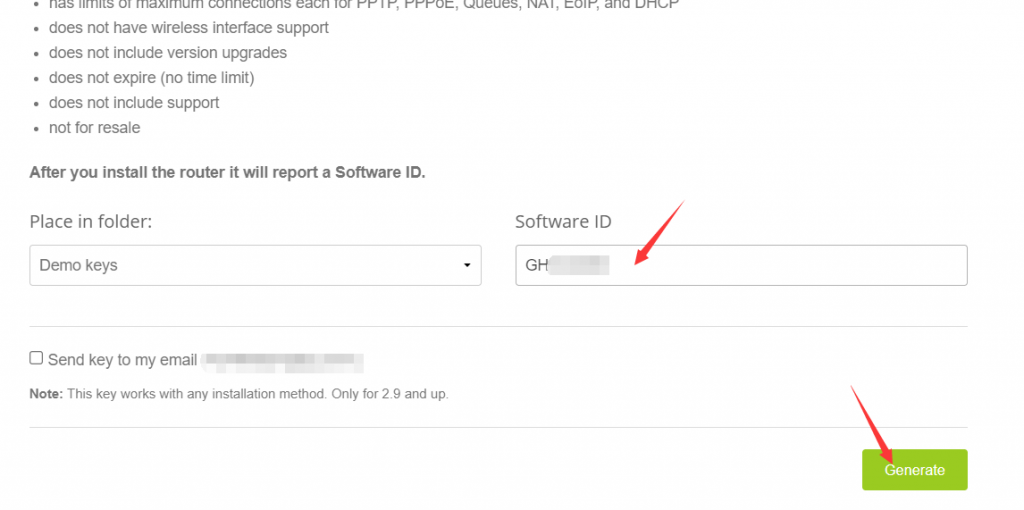 has limits of maximum connections each for PPTP, PPPoE, Queues, NAT, EoIP, and DHCP
does not have wireless interface support
does not include version upgrades
does not expire (no time limit)
does not include support
not for resale
After you install the router it will report a Software ID.
Place in folder:
Software ID
Demo keys
GH
Send key to my email
Note: This key works with any installation method. Only for 2.9 and up.
Generate